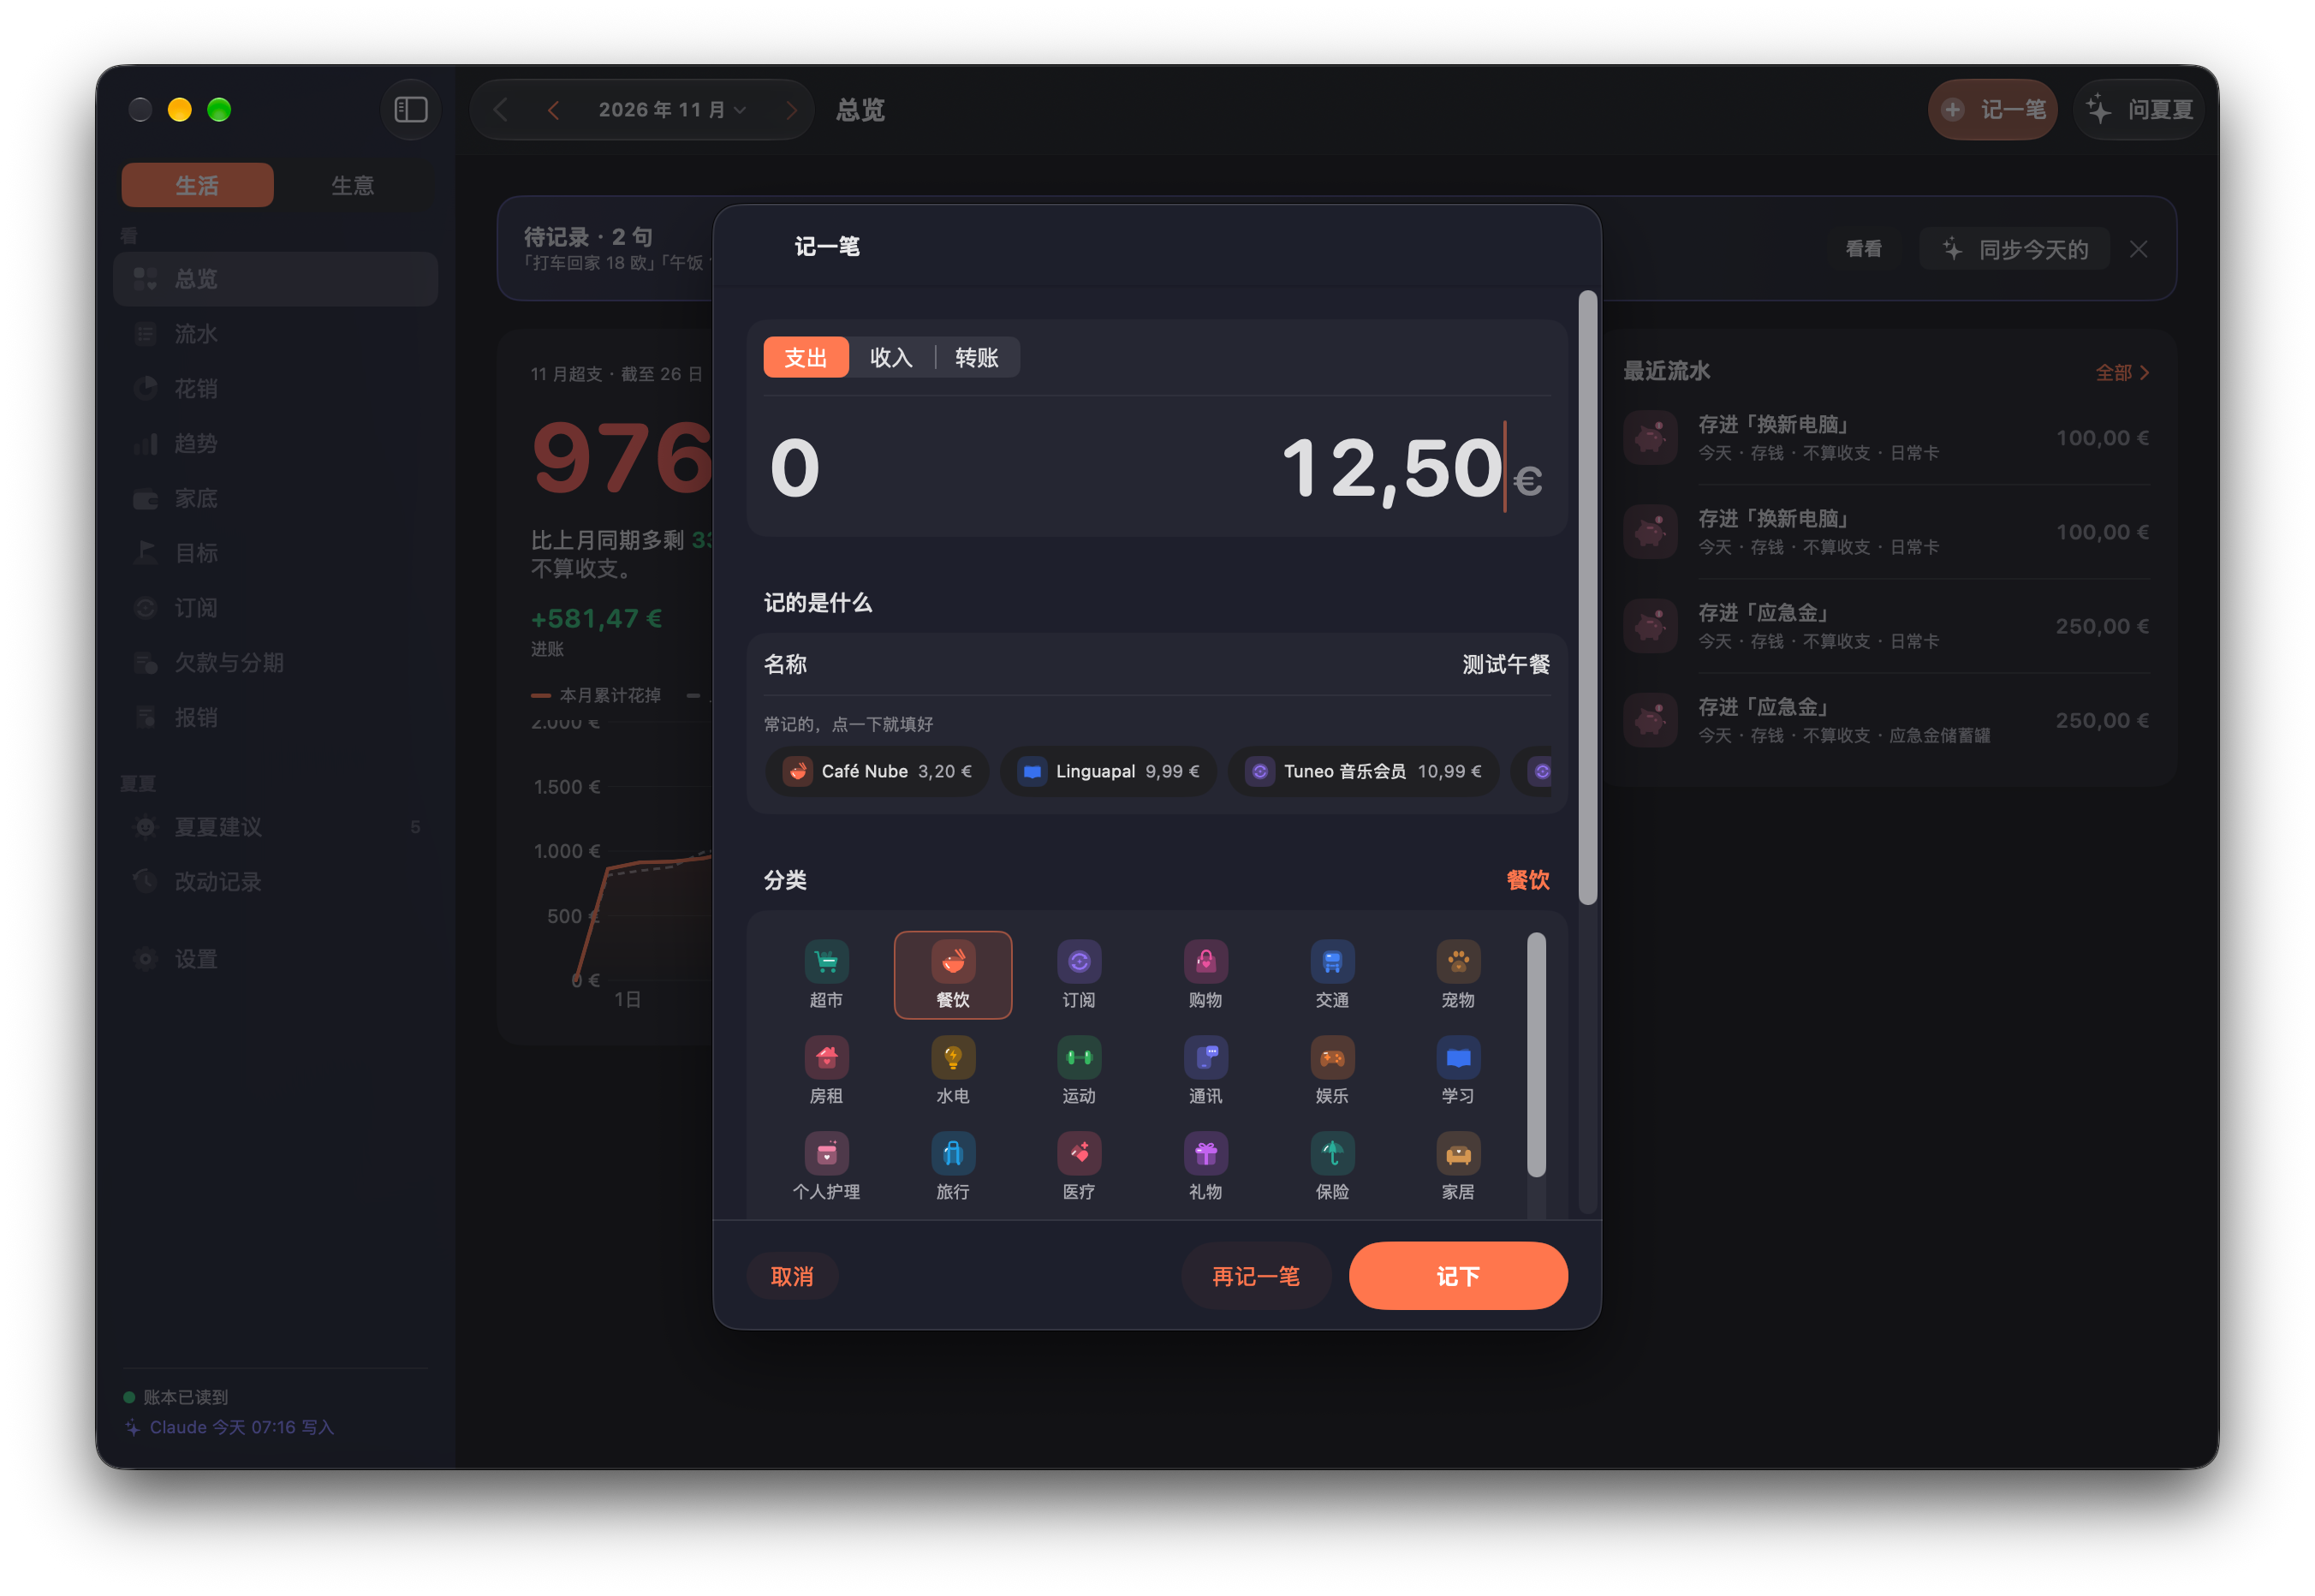 2026 年 11 月
总览
记一笔
问夏夏
生活
生意
看
总览
流水
花销
趋势
家底
目标
订阅
欠款与分期
报销
夏夏
夏夏建议 5
改动记录
设置
账本已读到
Claude 今天 07:16 写入
待记录 · 2 句
「打车回家 18 欧」「午饭
看看
同步今天的
11 月超支 · 截至 26 日
976
比上月同期多剩 33
不算收支。
+581,47 €
进账
本月累计花掉
2.000 €
1.500 €
1.000 €
500 €
0 €
1日
记一笔
支出
收入
转账
0
12,50 €
记的是什么
名称
测试午餐
常记的，点一下就填好
Café Nube 3,20 €
Linguapal 9,99 €
Tuneo 音乐会员 10,99 €
分类
餐饮
超市
餐饮
订阅
购物
交通
宠物
房租
水电
运动
通讯
娱乐
学习
个人护理
旅行
医疗
礼物
保险
家居
取消
再记一笔
记下
最近流水
全部
存进「换新电脑」
今天 · 存钱 · 不算收支 · 日常卡
100,00 €
存进「换新电脑」
今天 · 存钱 · 不算收支 · 日常卡
100,00 €
存进「应急金」
今天 · 存钱 · 不算收支 · 日常卡
250,00 €
存进「应急金」
今天 · 存钱 · 不算收支 · 应急金储蓄罐
250,00 €